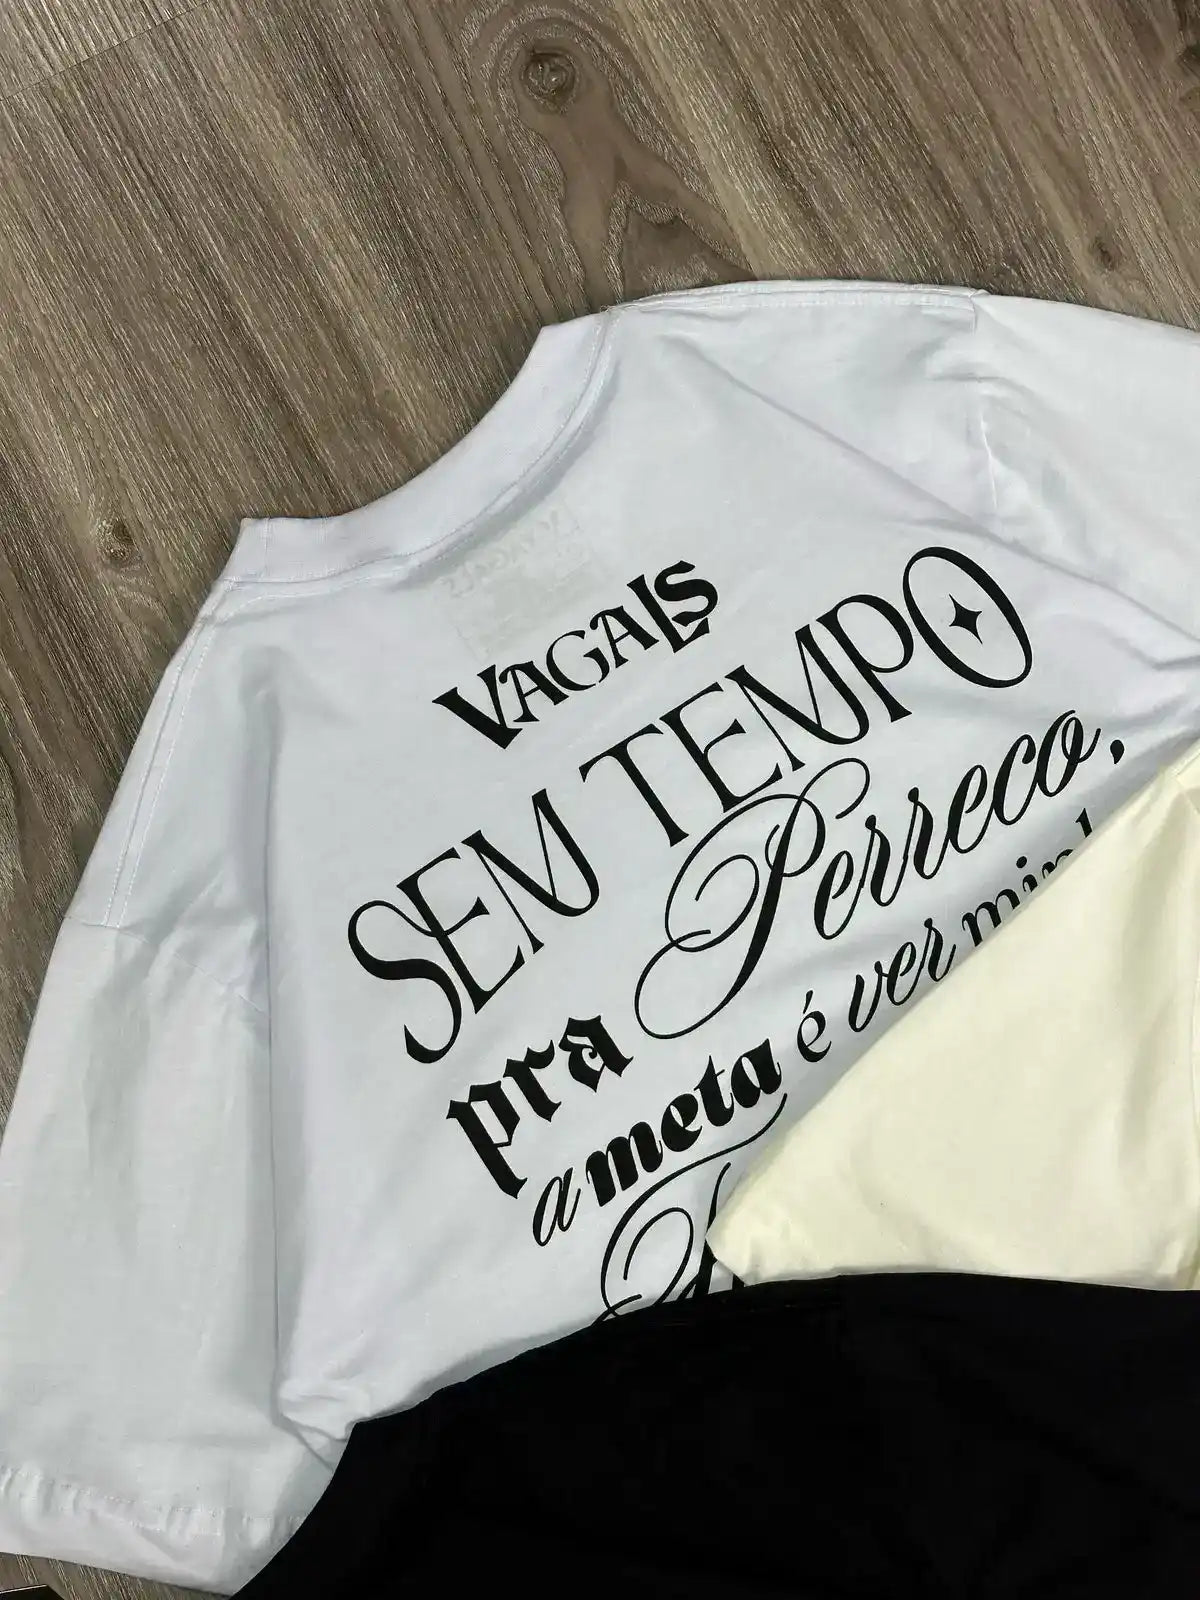 VAGALS
SEM TEMPO
pra Perreco,
a meta é ver